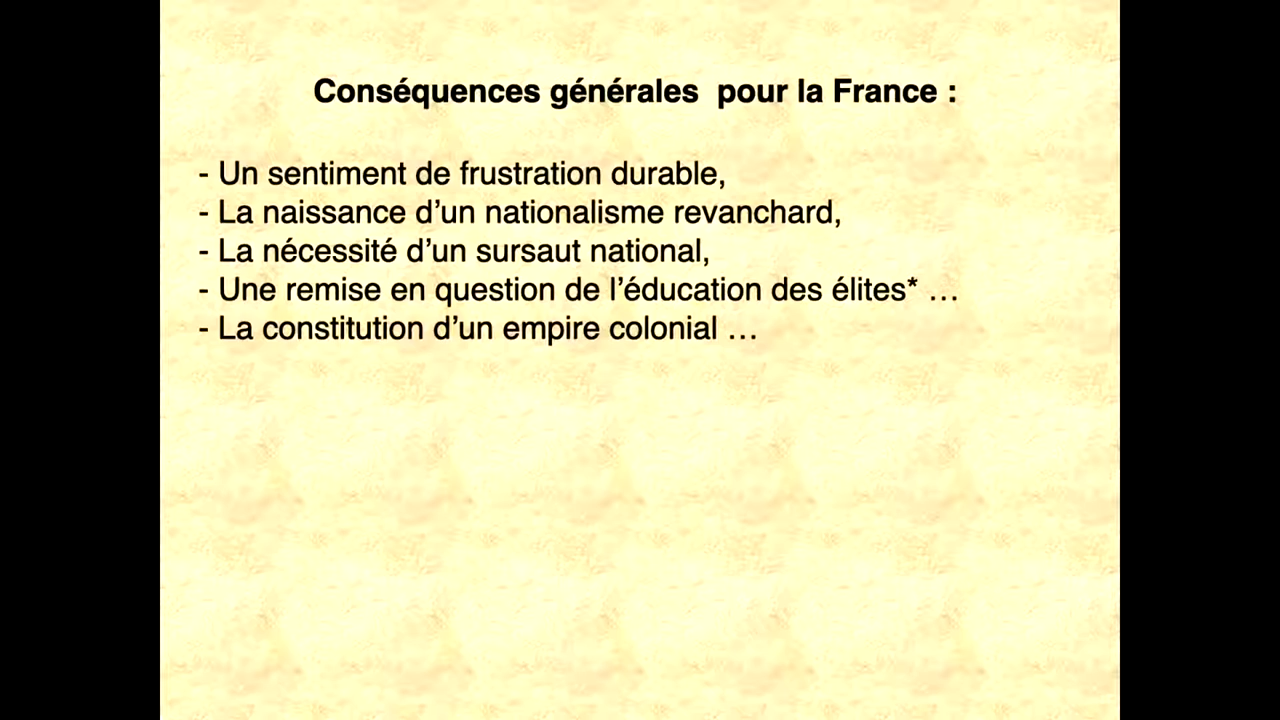 Conséquences générales  pour la France :
- Un sentiment de frustration durable,
- La naissance d’un nationalisme revanchard,
- La nécessité d’un sursaut national,
- Une remise en question de l’éducation des élites* …
- La constitution d’un empire colonial …